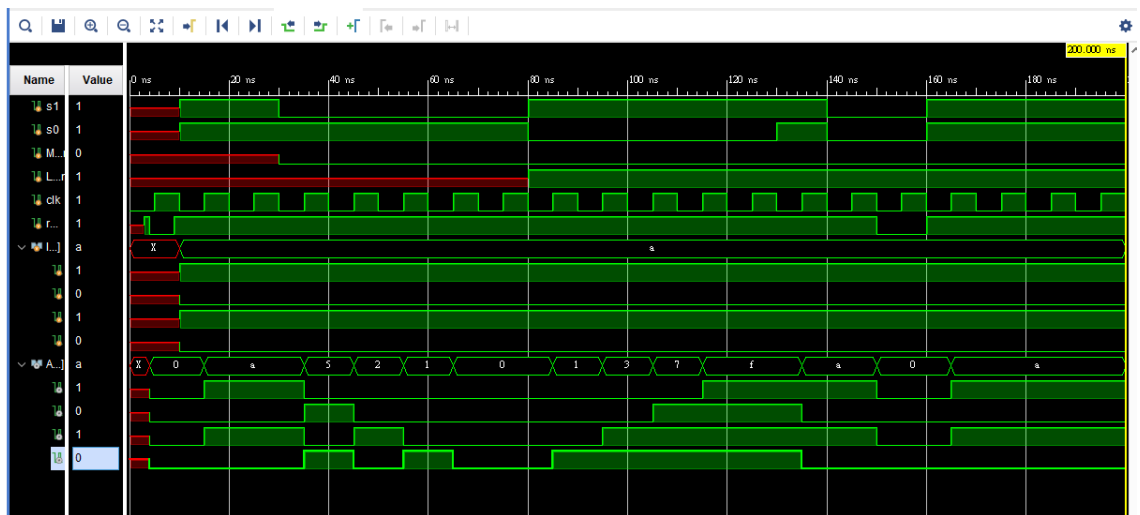 200.000 ns
Name Value 0 ns 20 ns 40 ns 60 ns 80 ns 100 ns 120 ns 140 ns 160 ns 180 ns
s1 1
s0 1
M...r 0
L...r 1
clk 1
r... 1
I...] a X a
1
0
1
0
A...] a X 0 a 5 2 1 0 1 3 7 f a 0 a
1
0
1
0